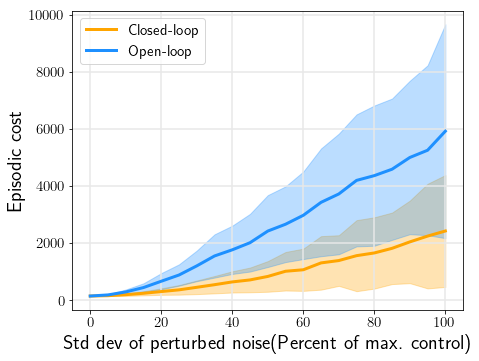 Closed-loop
Open-loop
10000
8000
6000
4000
2000
0
Episodic cost
0 20 40 60 80 100
Std dev of perturbed noise(Percent of max. control)